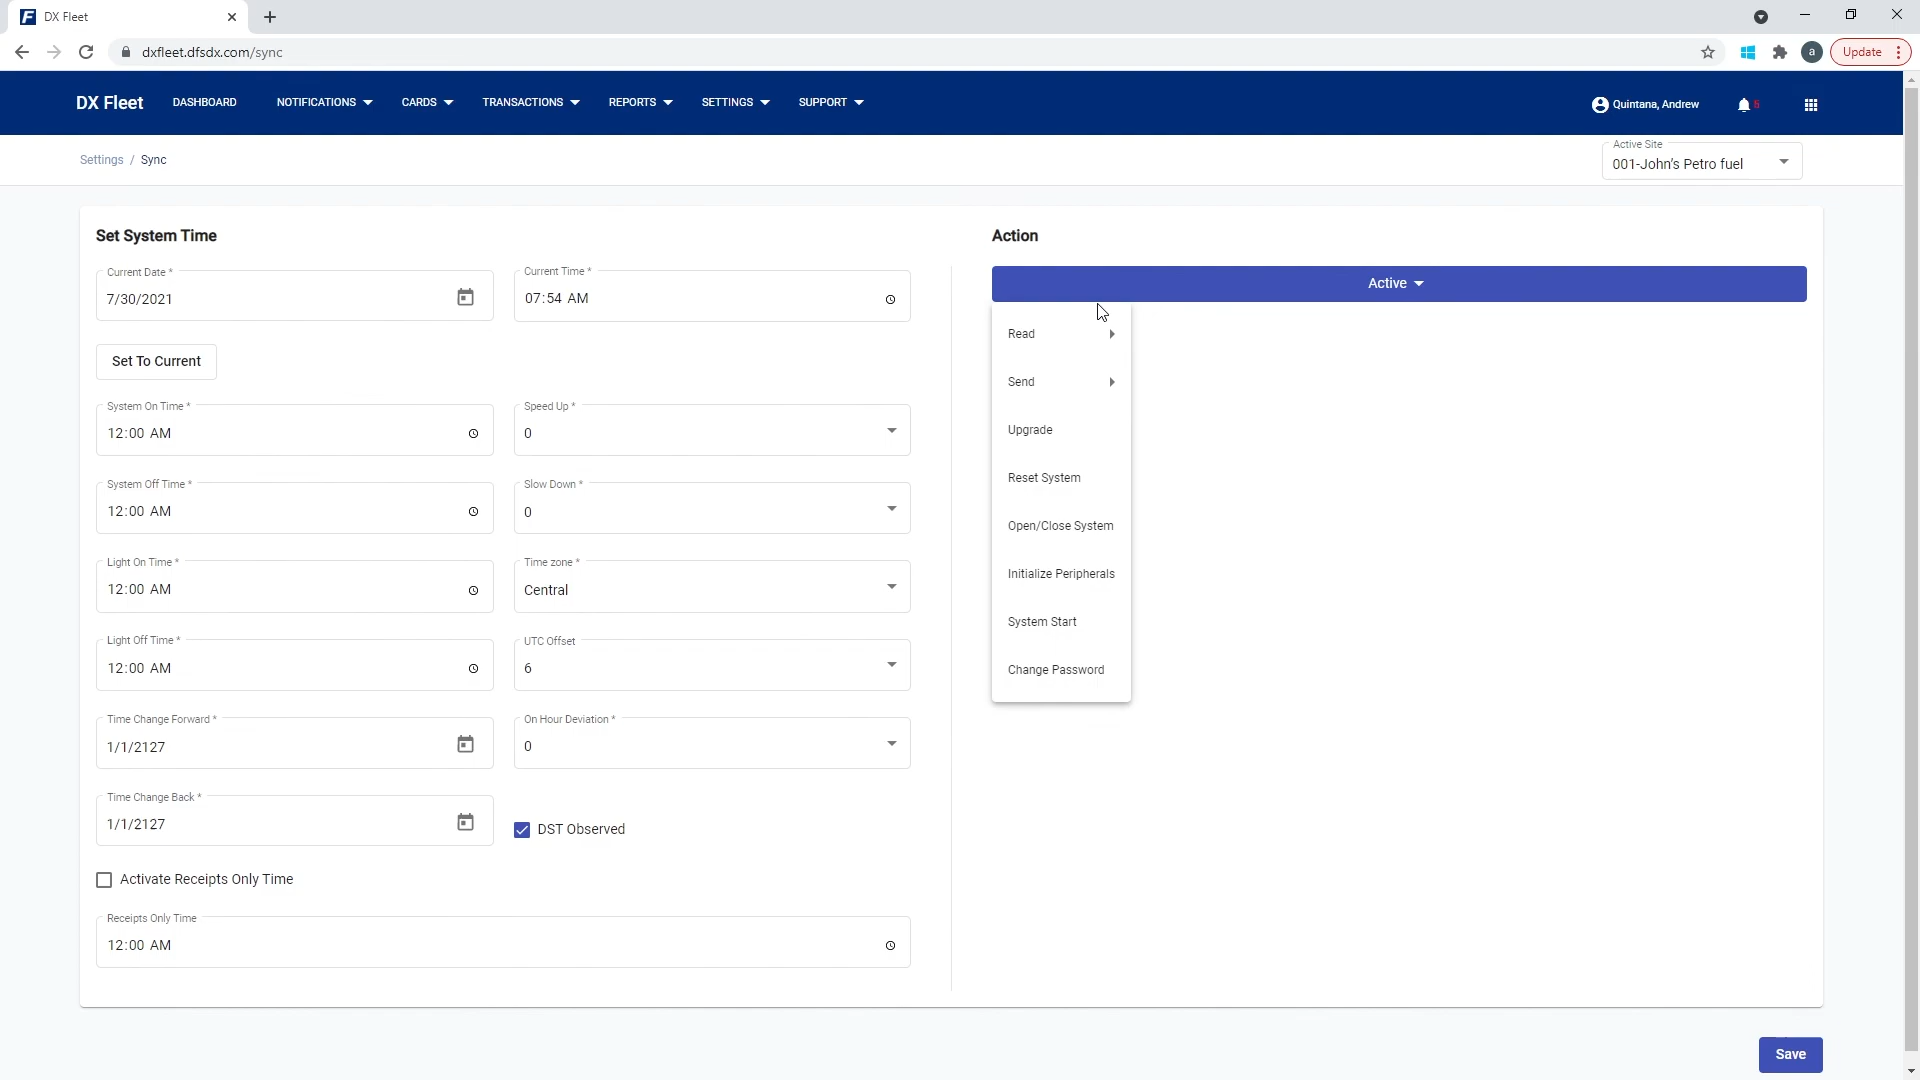 DX Fleet
dxfleet.dfsdx.com/sync
a
Update
DX Fleet
DASHBOARD
NOTIFICATIONS
CARDS
TRANSACTIONS
REPORTS
SETTINGS
SUPPORT
Quintana, Andrew
Settings / Sync
Active Site
001-John's Petro fuel
Set System Time
Current Date *
7/30/2021
Current Time *
07:54 AM
Set To Current
System On Time *
12:00 AM
Speed Up *
0
System Off Time *
12:00 AM
Slow Down *
0
Light On Time *
12:00 AM
Time zone *
Central
Light Off Time *
12:00 AM
UTC Offset
6
Time Change Forward *
1/1/2127
On Hour Deviation *
0
Time Change Back *
1/1/2127
DST Observed
Activate Receipts Only Time
Receipts Only Time
12:00 AM
Action
Active
Read
Send
Upgrade
Reset System
Open/Close System
Initialize Peripherals
System Start
Change Password
Save